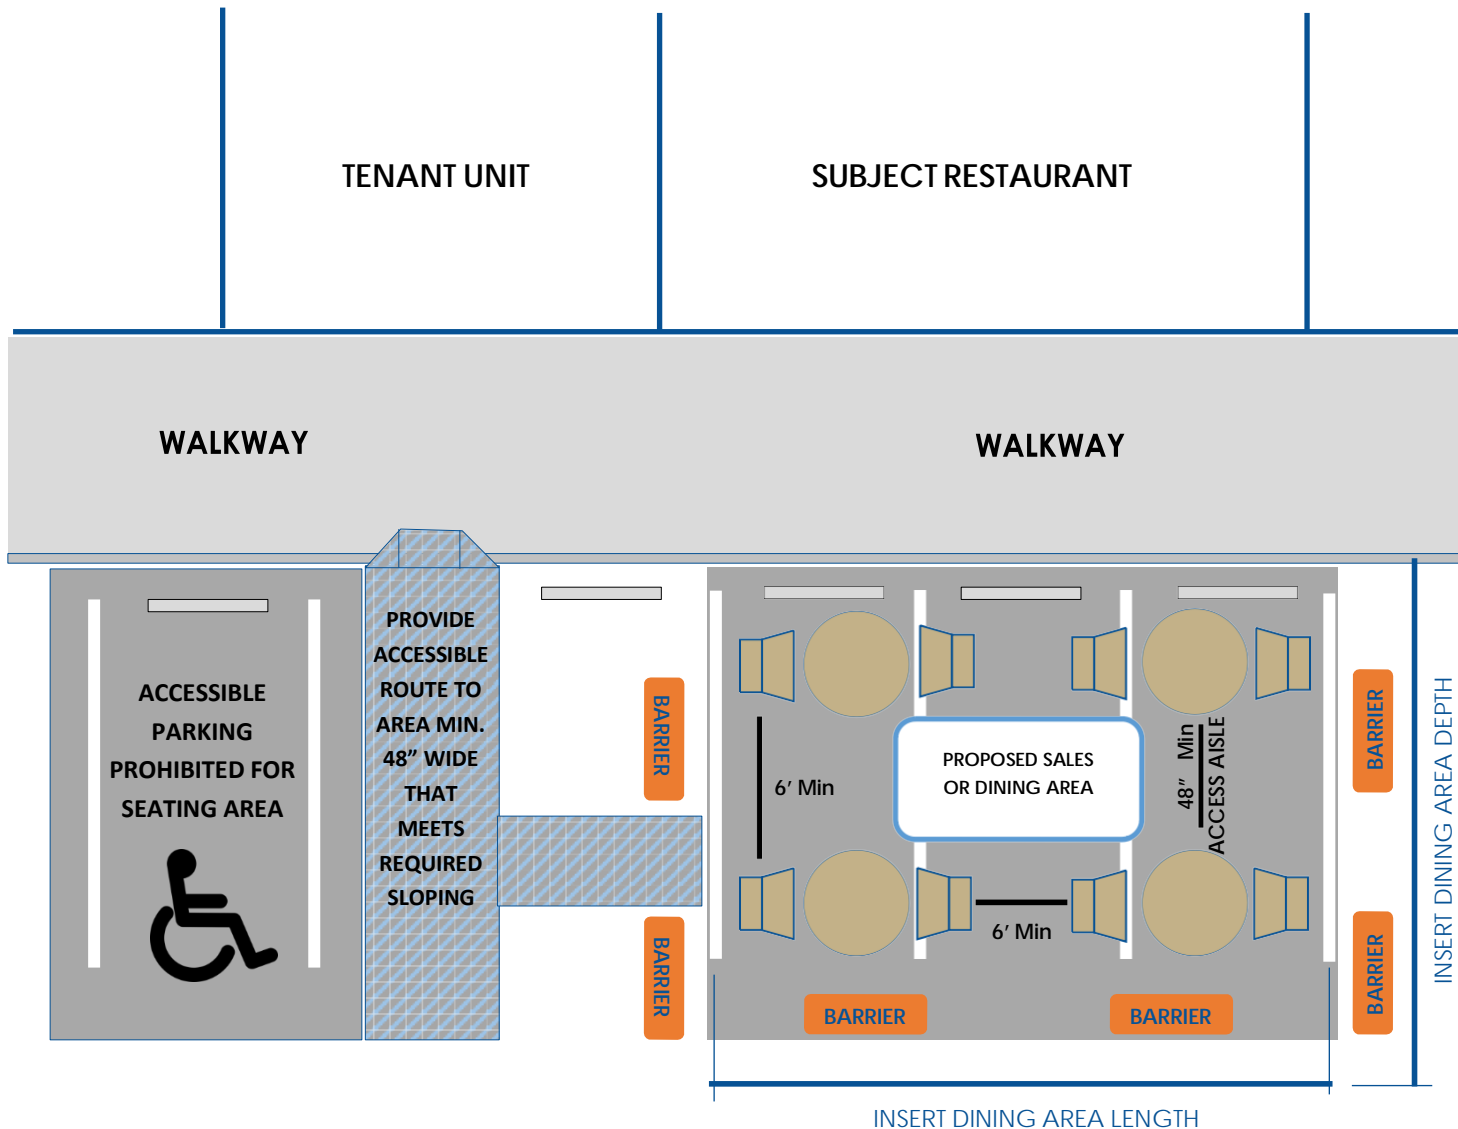 TENANT UNIT
SUBJECT RESTAURANT
WALKWAY
WALKWAY
ACCESSIBLE
PARKING
PROHIBITED FOR
SEATING AREA
PROVIDE
ACCESSIBLE
ROUTE TO
AREA MIN.
48” WIDE
THAT
MEETS
REQUIRED
SLOPING
BARRIER
BARRIER
6’ Min
PROPOSED SALES
OR DINING AREA
48” Min
ACCESS AISLE
6’ Min
BARRIER
BARRIER
BARRIER
BARRIER
INSERT DINING AREA DEPTH
INSERT DINING AREA LENGTH